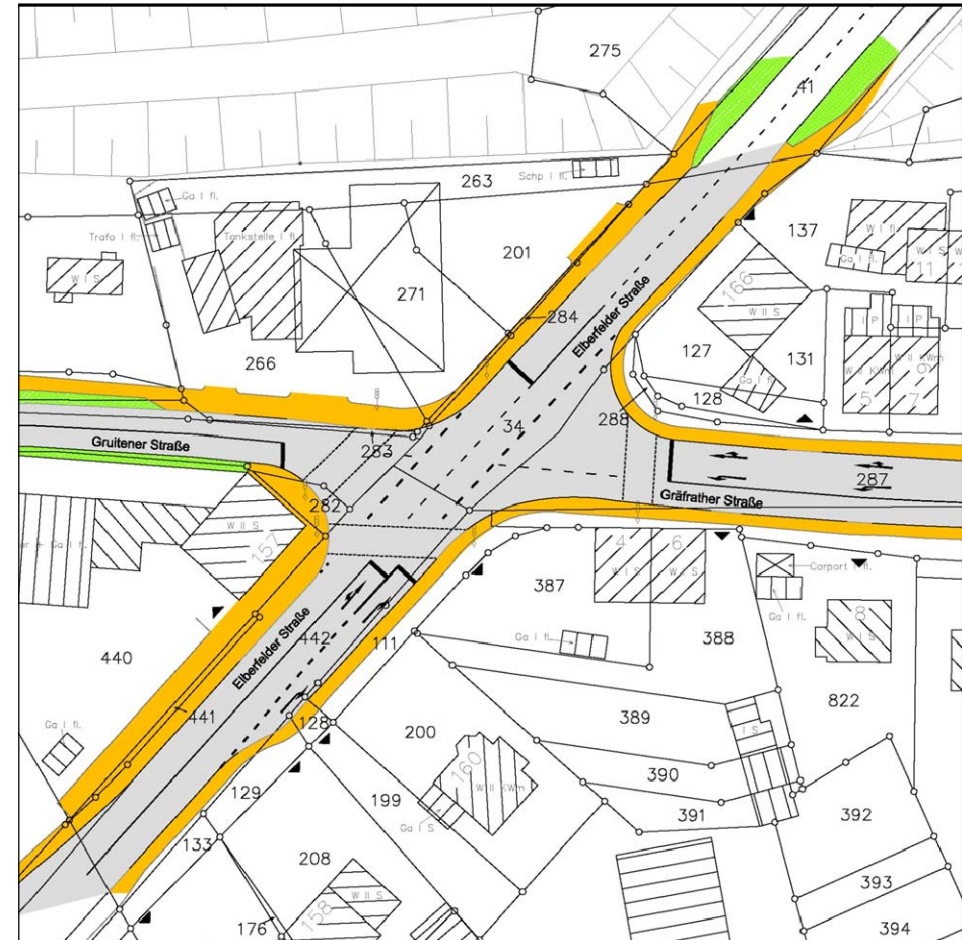 275
41
Schp I fl.
263
Ga I fl.
Trafo I fl.
Tankstelle I fl.
201
137
W I fl.
Ga I fl.
W I S
11
W I S
271
166
W II S
Elberfelder Straße
284
266
127
131
I P
I P
W II KWm
W II KWm
5
7
9
Ga I fl.
128
288
34
Gruitener Straße
283
287
Gräfrather Straße
282
W II S
157
4
6
W I S
W I S
Carport I fl.
Ga I fl.
387
388
8
W I S
Ga I fl.
442
111
Elberfelder Straße
440
441
Ga I fl.
128
200
389
822
I S
390
160
W II KWm
129
199
Ga I S
391
392
133
208
393
W II S
158
176
394